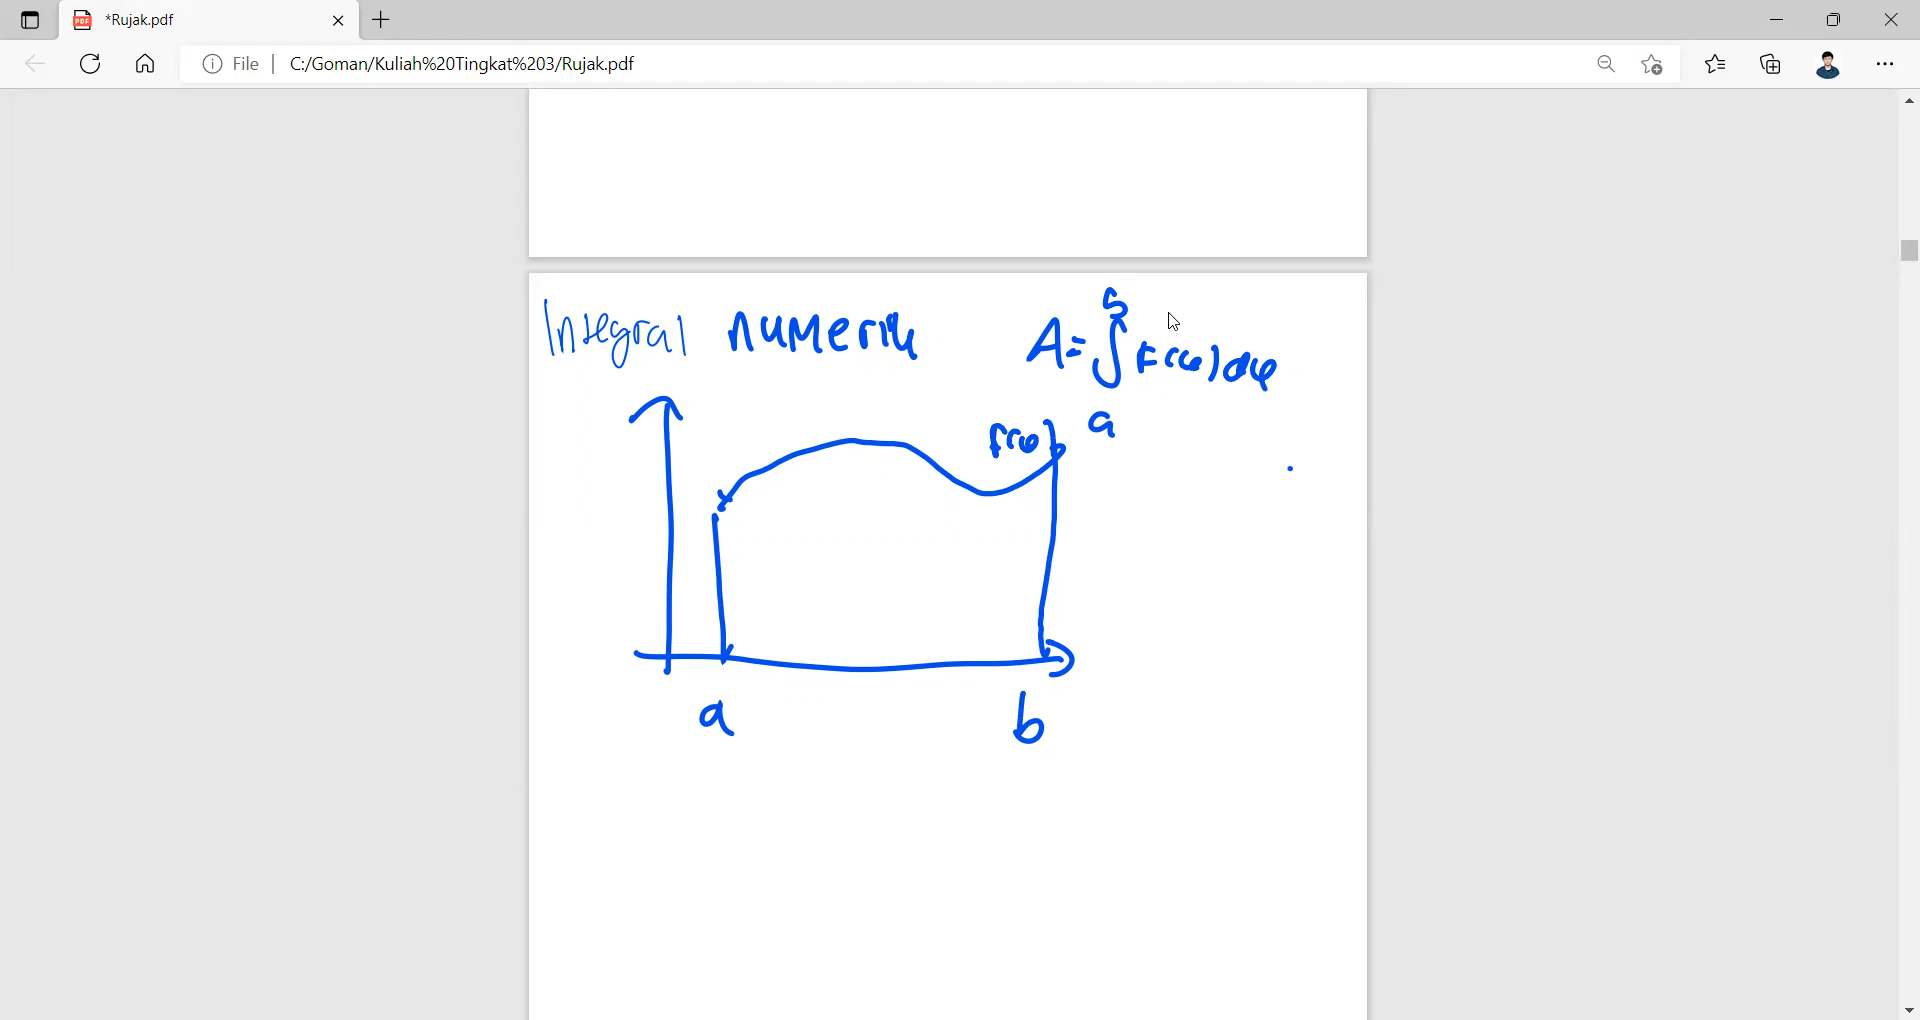 *Rujak.pdf
File C:/Goman/Kuliah%20Tingkat%203/Rujak.pdf
Integral numerik
A = ∫ f(x) dx
b
a
f(x)
a b